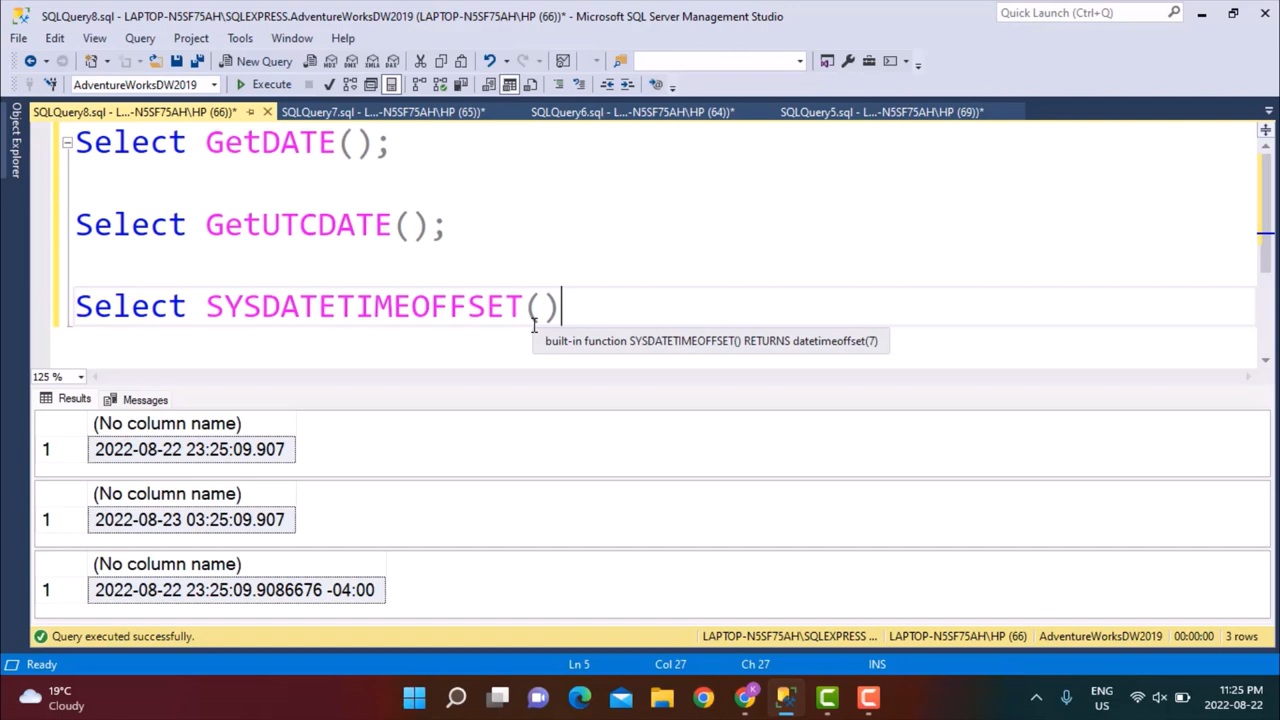 SQLQuery8.sql - LAPTOP-N5SF75AH\SQLEXPRESS.AdventureWorksDW2019 (LAPTOP-N5SF75AH\HP (66))* - Microsoft SQL Server Management Studio
Quick Launch (Ctrl+Q)
File Edit View Query Project Tools Window Help
New Query
AdventureWorksDW2019 Execute
SQLQuery8.sql - L...-N5SF75AH\HP (66))* SQLQuery7.sql - L...-N5SF75AH\HP (65))* SQLQuery6.sql - L...-N5SF75AH\HP (64))* SQLQuery5.sql - L...-N5SF75AH\HP (69))*
Object Explorer
Select GetDATE();
Select GetUTCDATE();
Select SYSDATETIMEOFFSET()
built-in function SYSDATETIMEOFFSET() RETURNS datetimeoffset(7)
125 %
Results Messages
(No column name)
1 2022-08-22 23:25:09.907
(No column name)
1 2022-08-23 03:25:09.907
(No column name)
1 2022-08-22 23:25:09.9086676 -04:00
Query executed successfully. LAPTOP-N5SF75AH\SQLEXPRESS ... LAPTOP-N5SF75AH\HP (66) AdventureWorksDW2019 00:00:00 3 rows
Ready Ln 5 Col 27 Ch 27 INS
19°C
Cloudy
ENG
US
11:25 PM
2022-08-22